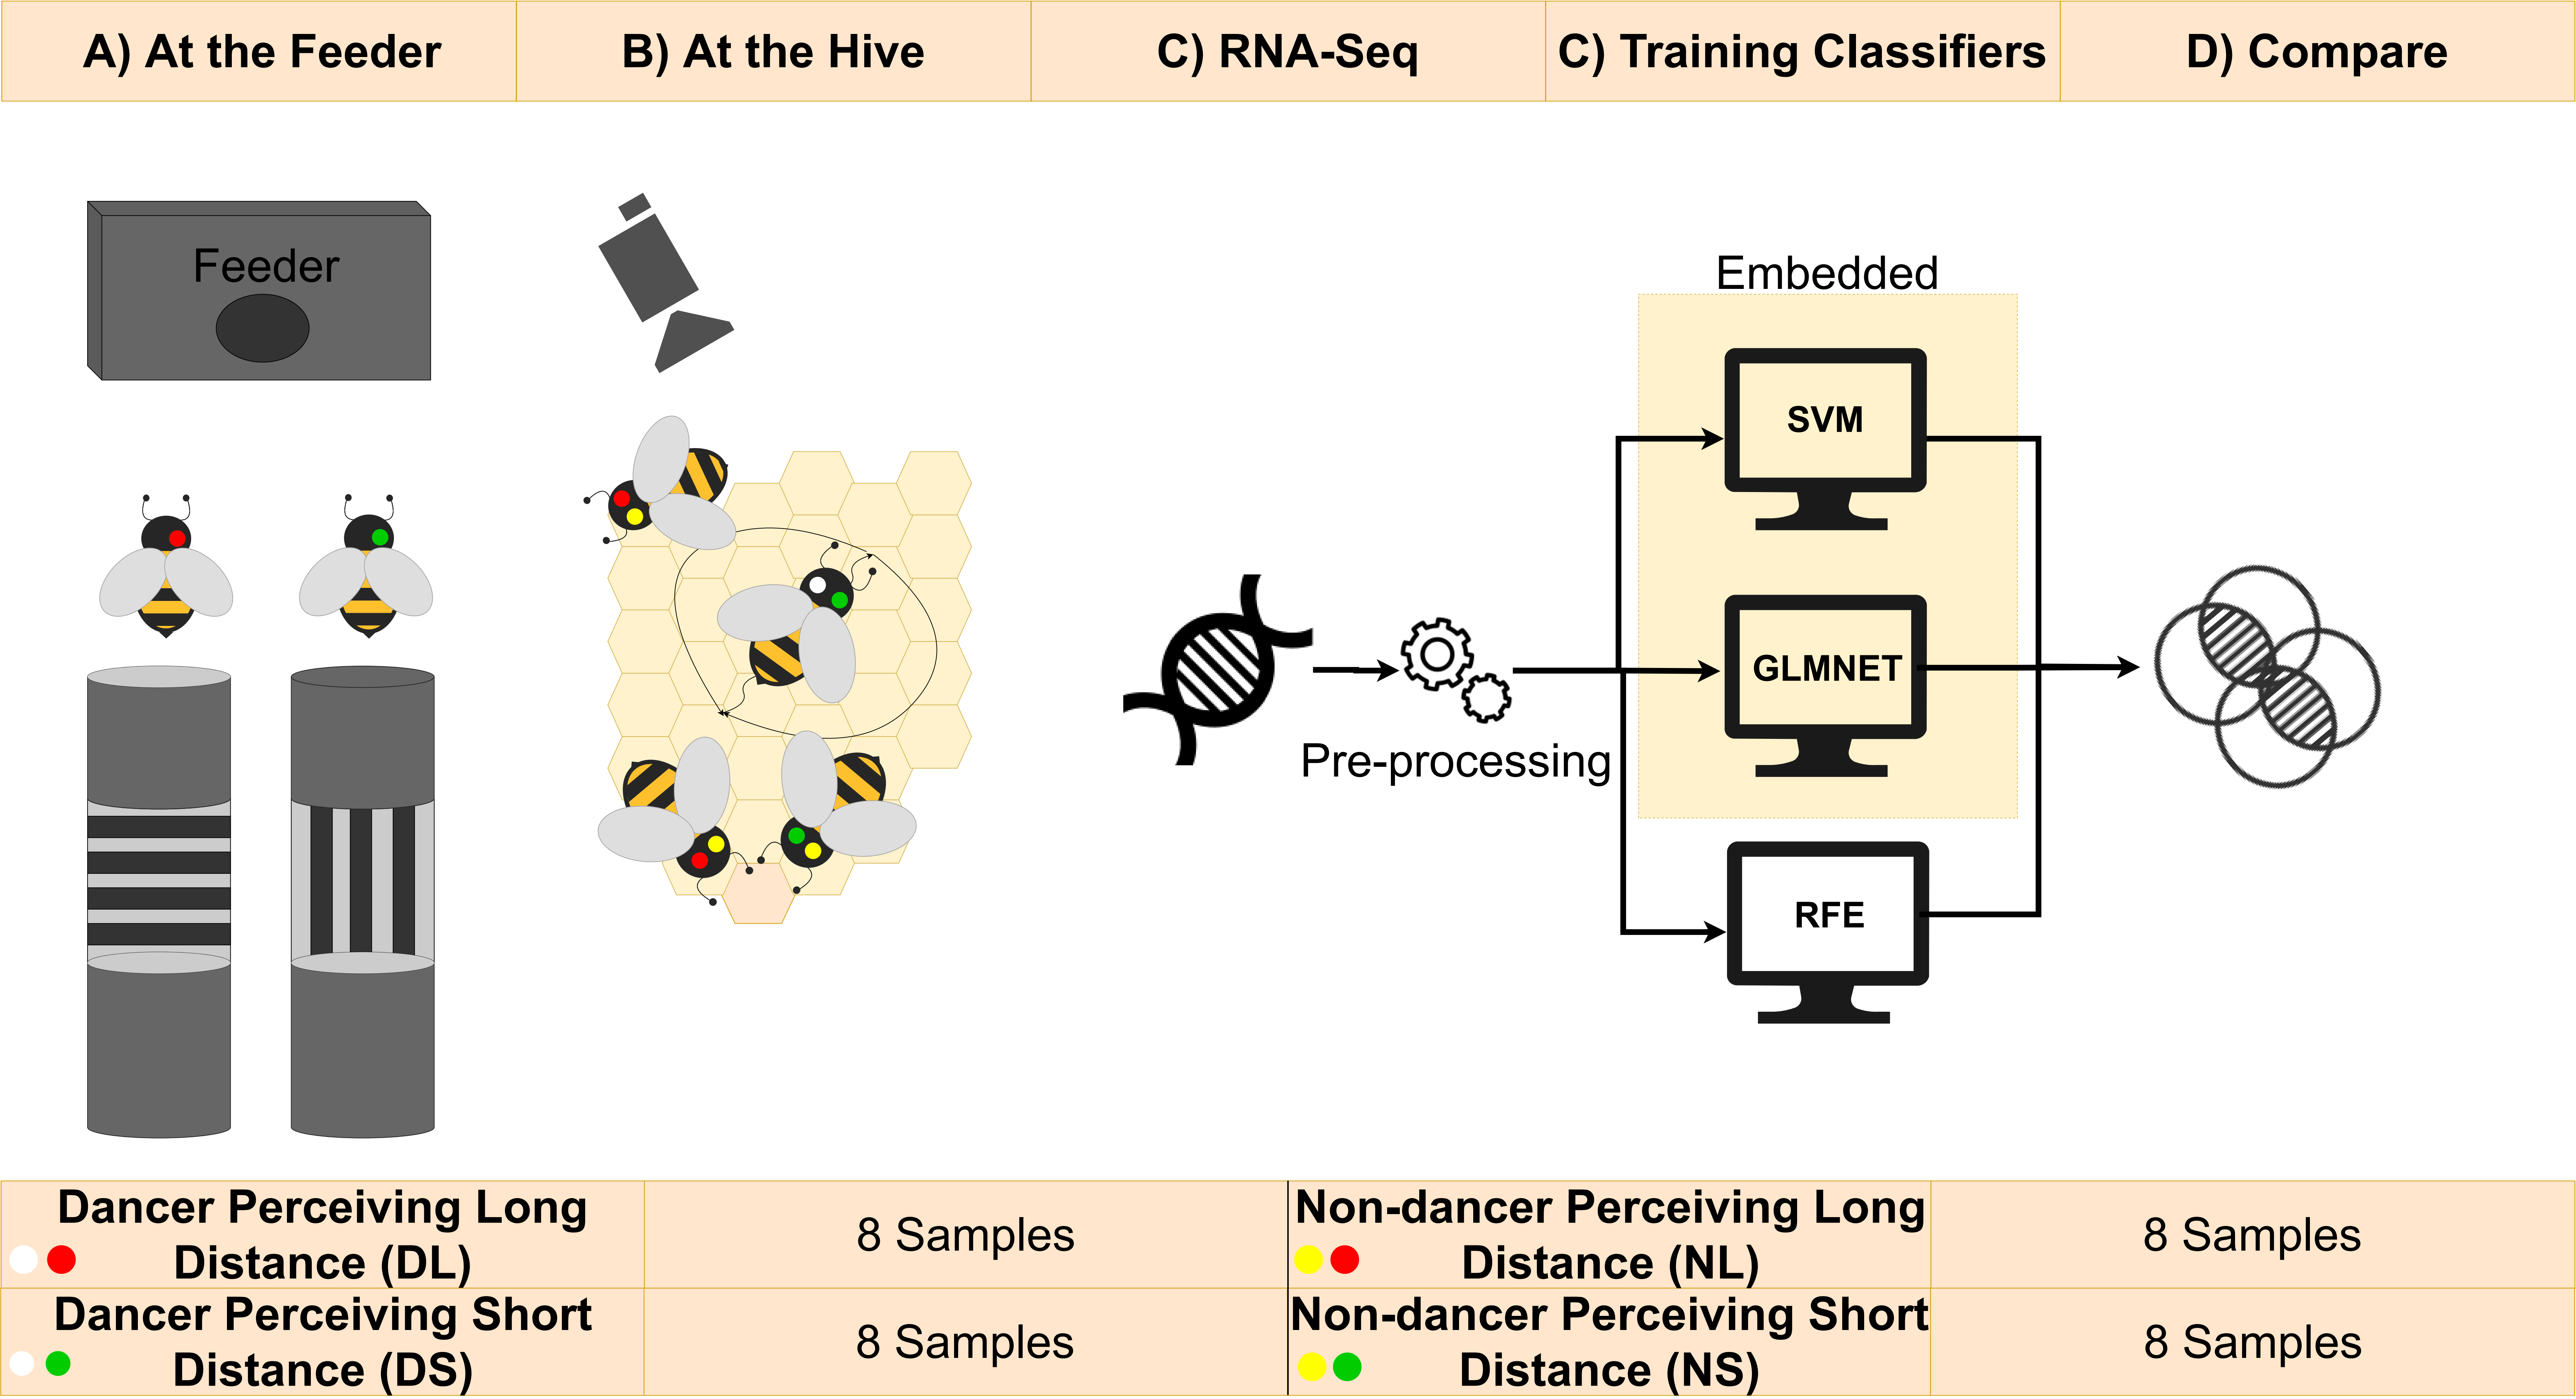 A) At the Feeder
B) At the Hive
C) RNA-Seq
C) Training Classifiers
D) Compare
Feeder
Embedded
SVM
GLMNET
Pre-processing
RFE
Dancer Perceiving Long
Distance (DL)
8 Samples
Non-dancer Perceiving Long
Distance (NL)
8 Samples
Dancer Perceiving Short
Distance (DS)
8 Samples
Non-dancer Perceiving Short
Distance (NS)
8 Samples